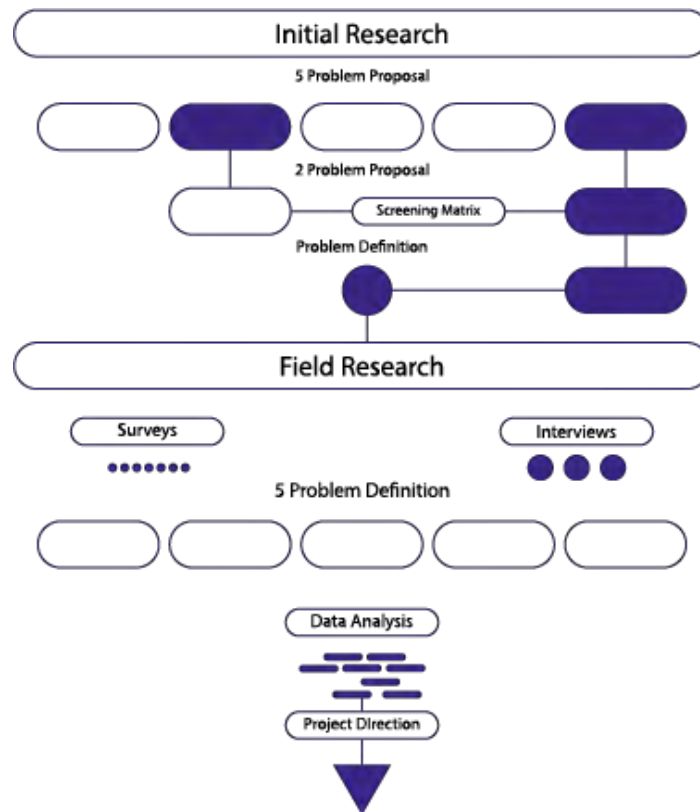 Initial Research
5 Problem Proposal
2 Problem Proposal
Screening Matrix
Problem Definition
Field Research
Surveys
Interviews
5 Problem Definition
Data Analysis
Project DIrection